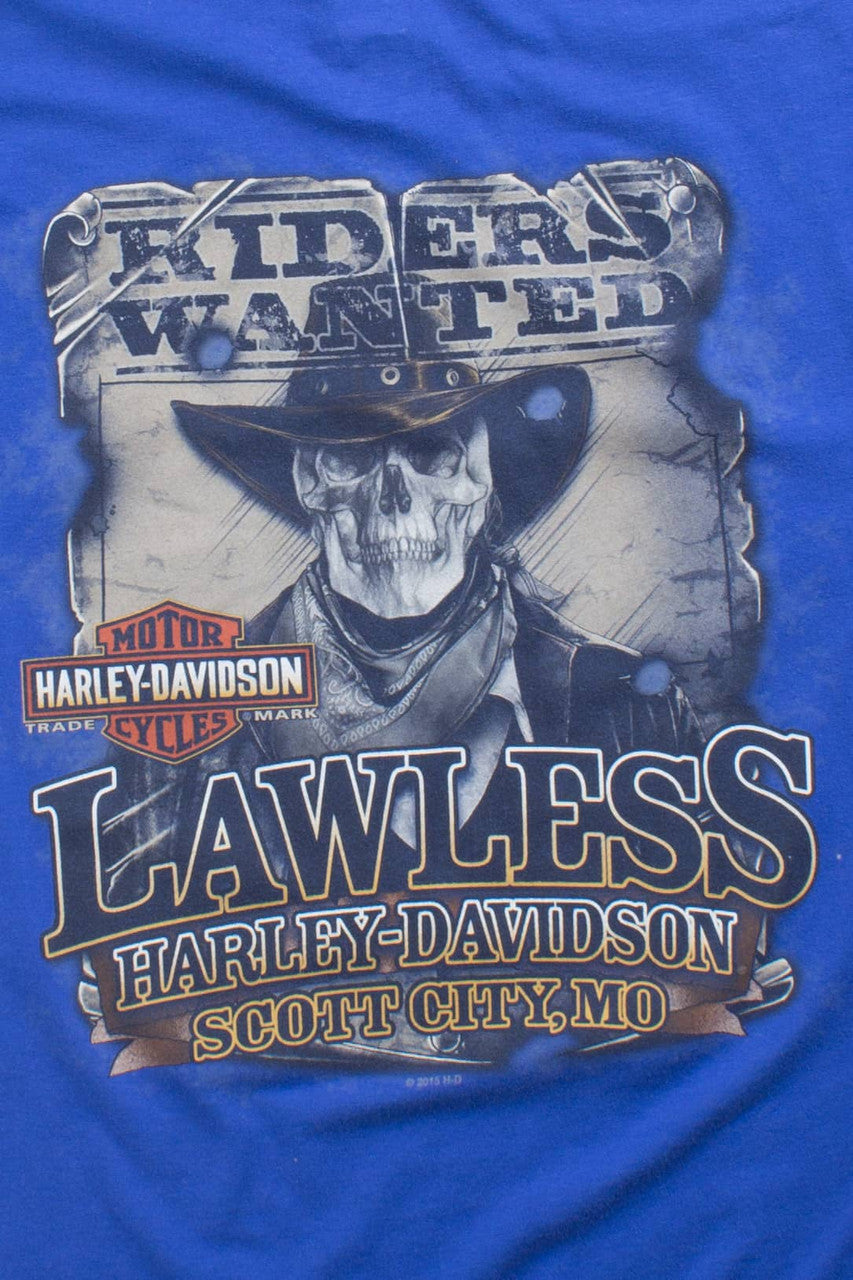 RIDERS
WANTED
MOTOR
HARLEY-DAVIDSON
TRADE CYCLES MARK
LAWLESS
HARLEY-DAVIDSON
SCOTT CITY, MO
© 2015 H-D